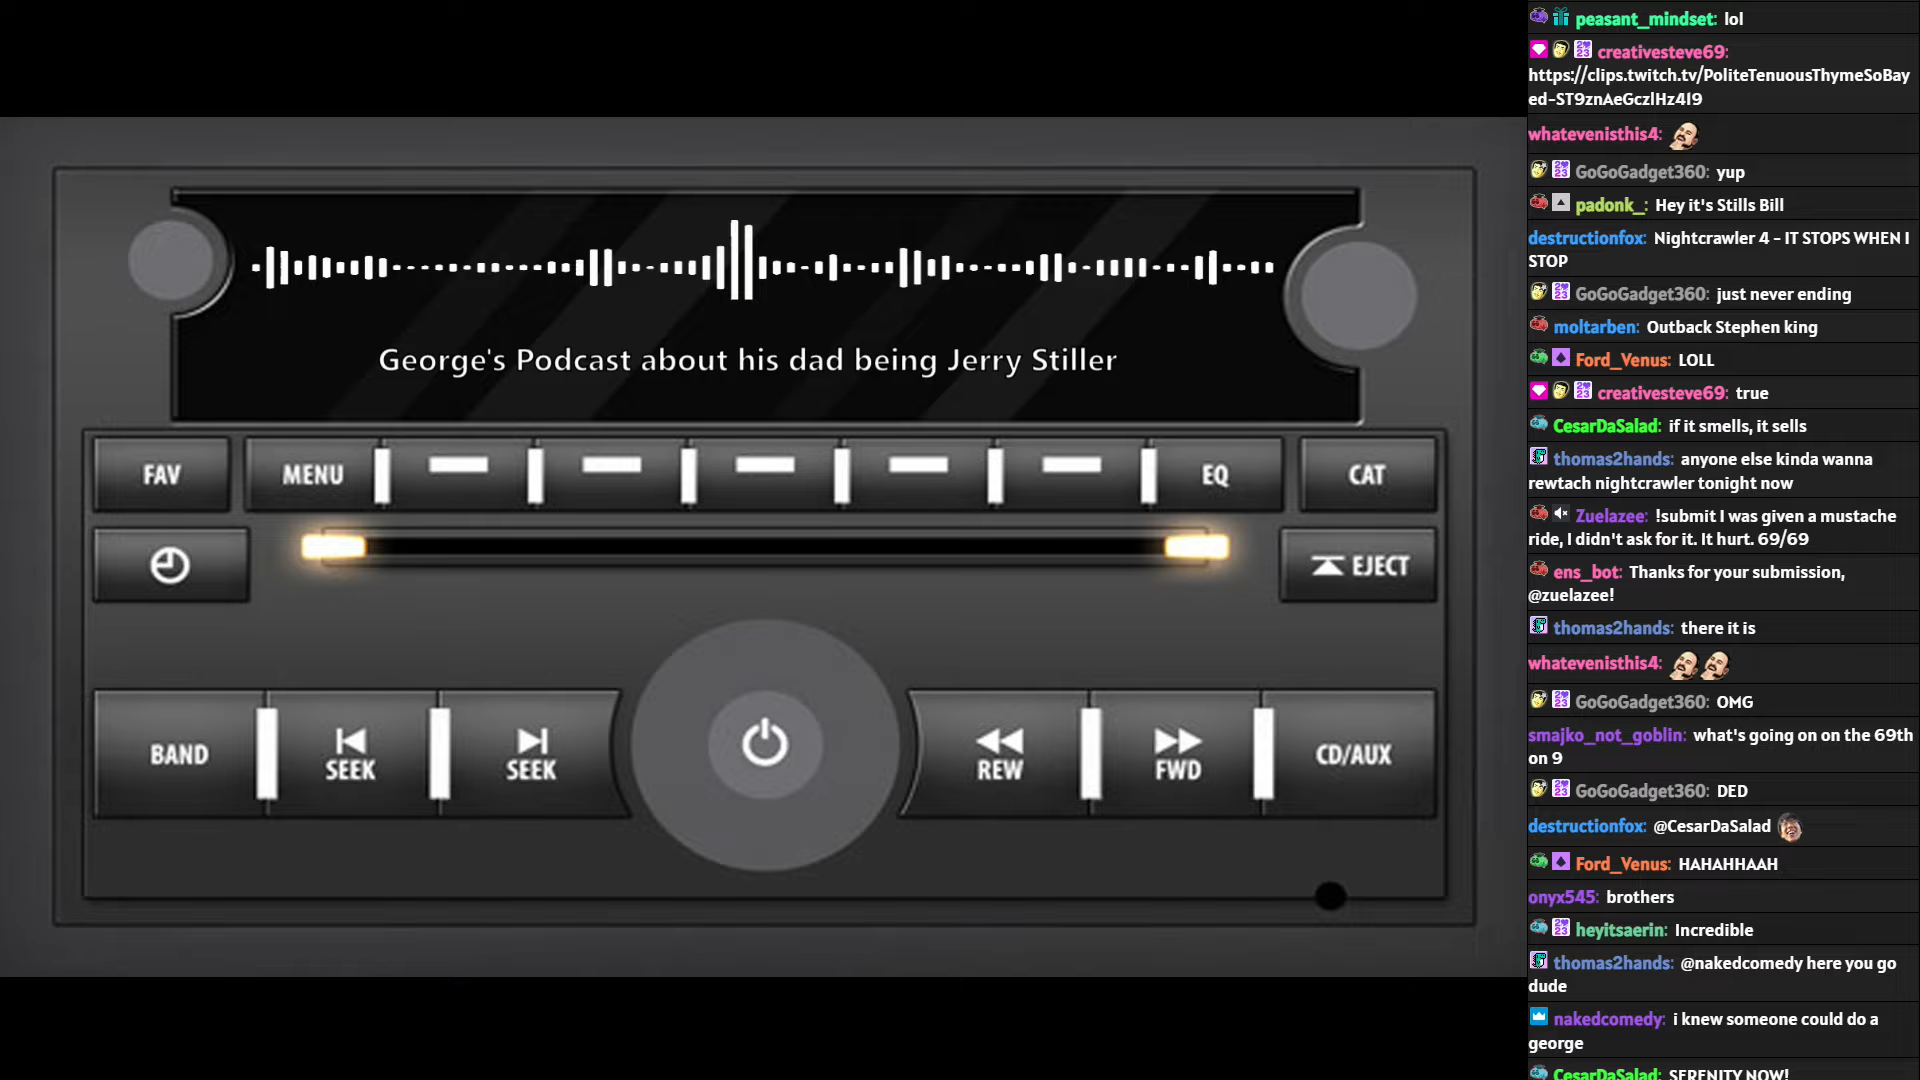 George's Podcast about his dad being Jerry Stiller
FAV
MENU
EQ
CAT
EJECT
BAND
SEEK
SEEK
REW
FWD
CD/AUX
peasant_mindset: lol
creativesteve69:
https://clips.twitch.tv/PoliteTenuousThymeSoBay
ed-ST9znAeGczlHz4I9
whatevenisthis4:
GoGoGadget360: yup
padonk_: Hey it's Stills Bill
destructionfox: Nightcrawler 4 - IT STOPS WHEN I
STOP
GoGoGadget360: just never ending
moltarben: Outback Stephen king
Ford_Venus: LOLL
creativesteve69: true
CesarDaSalad: if it smells, it sells
thomas2hands: anyone else kinda wanna
rewtach nightcrawler tonight now
Zuelazee: !submit I was given a mustache
ride, I didn't ask for it. It hurt. 69/69
ens_bot: Thanks for your submission,
@zuelazee!
thomas2hands: there it is
whatevenisthis4:
GoGoGadget360: OMG
smajko_not_goblin: what's going on on the 69th
on 9
GoGoGadget360: DED
destructionfox: @CesarDaSalad
Ford_Venus: HAHAHHAAH
onyx545: brothers
heyitsaerin: Incredible
thomas2hands: @nakedcomedy here you go
dude
nakedcomedy: i knew someone could do a
george
CesarDaSalad: SERENITY NOW!